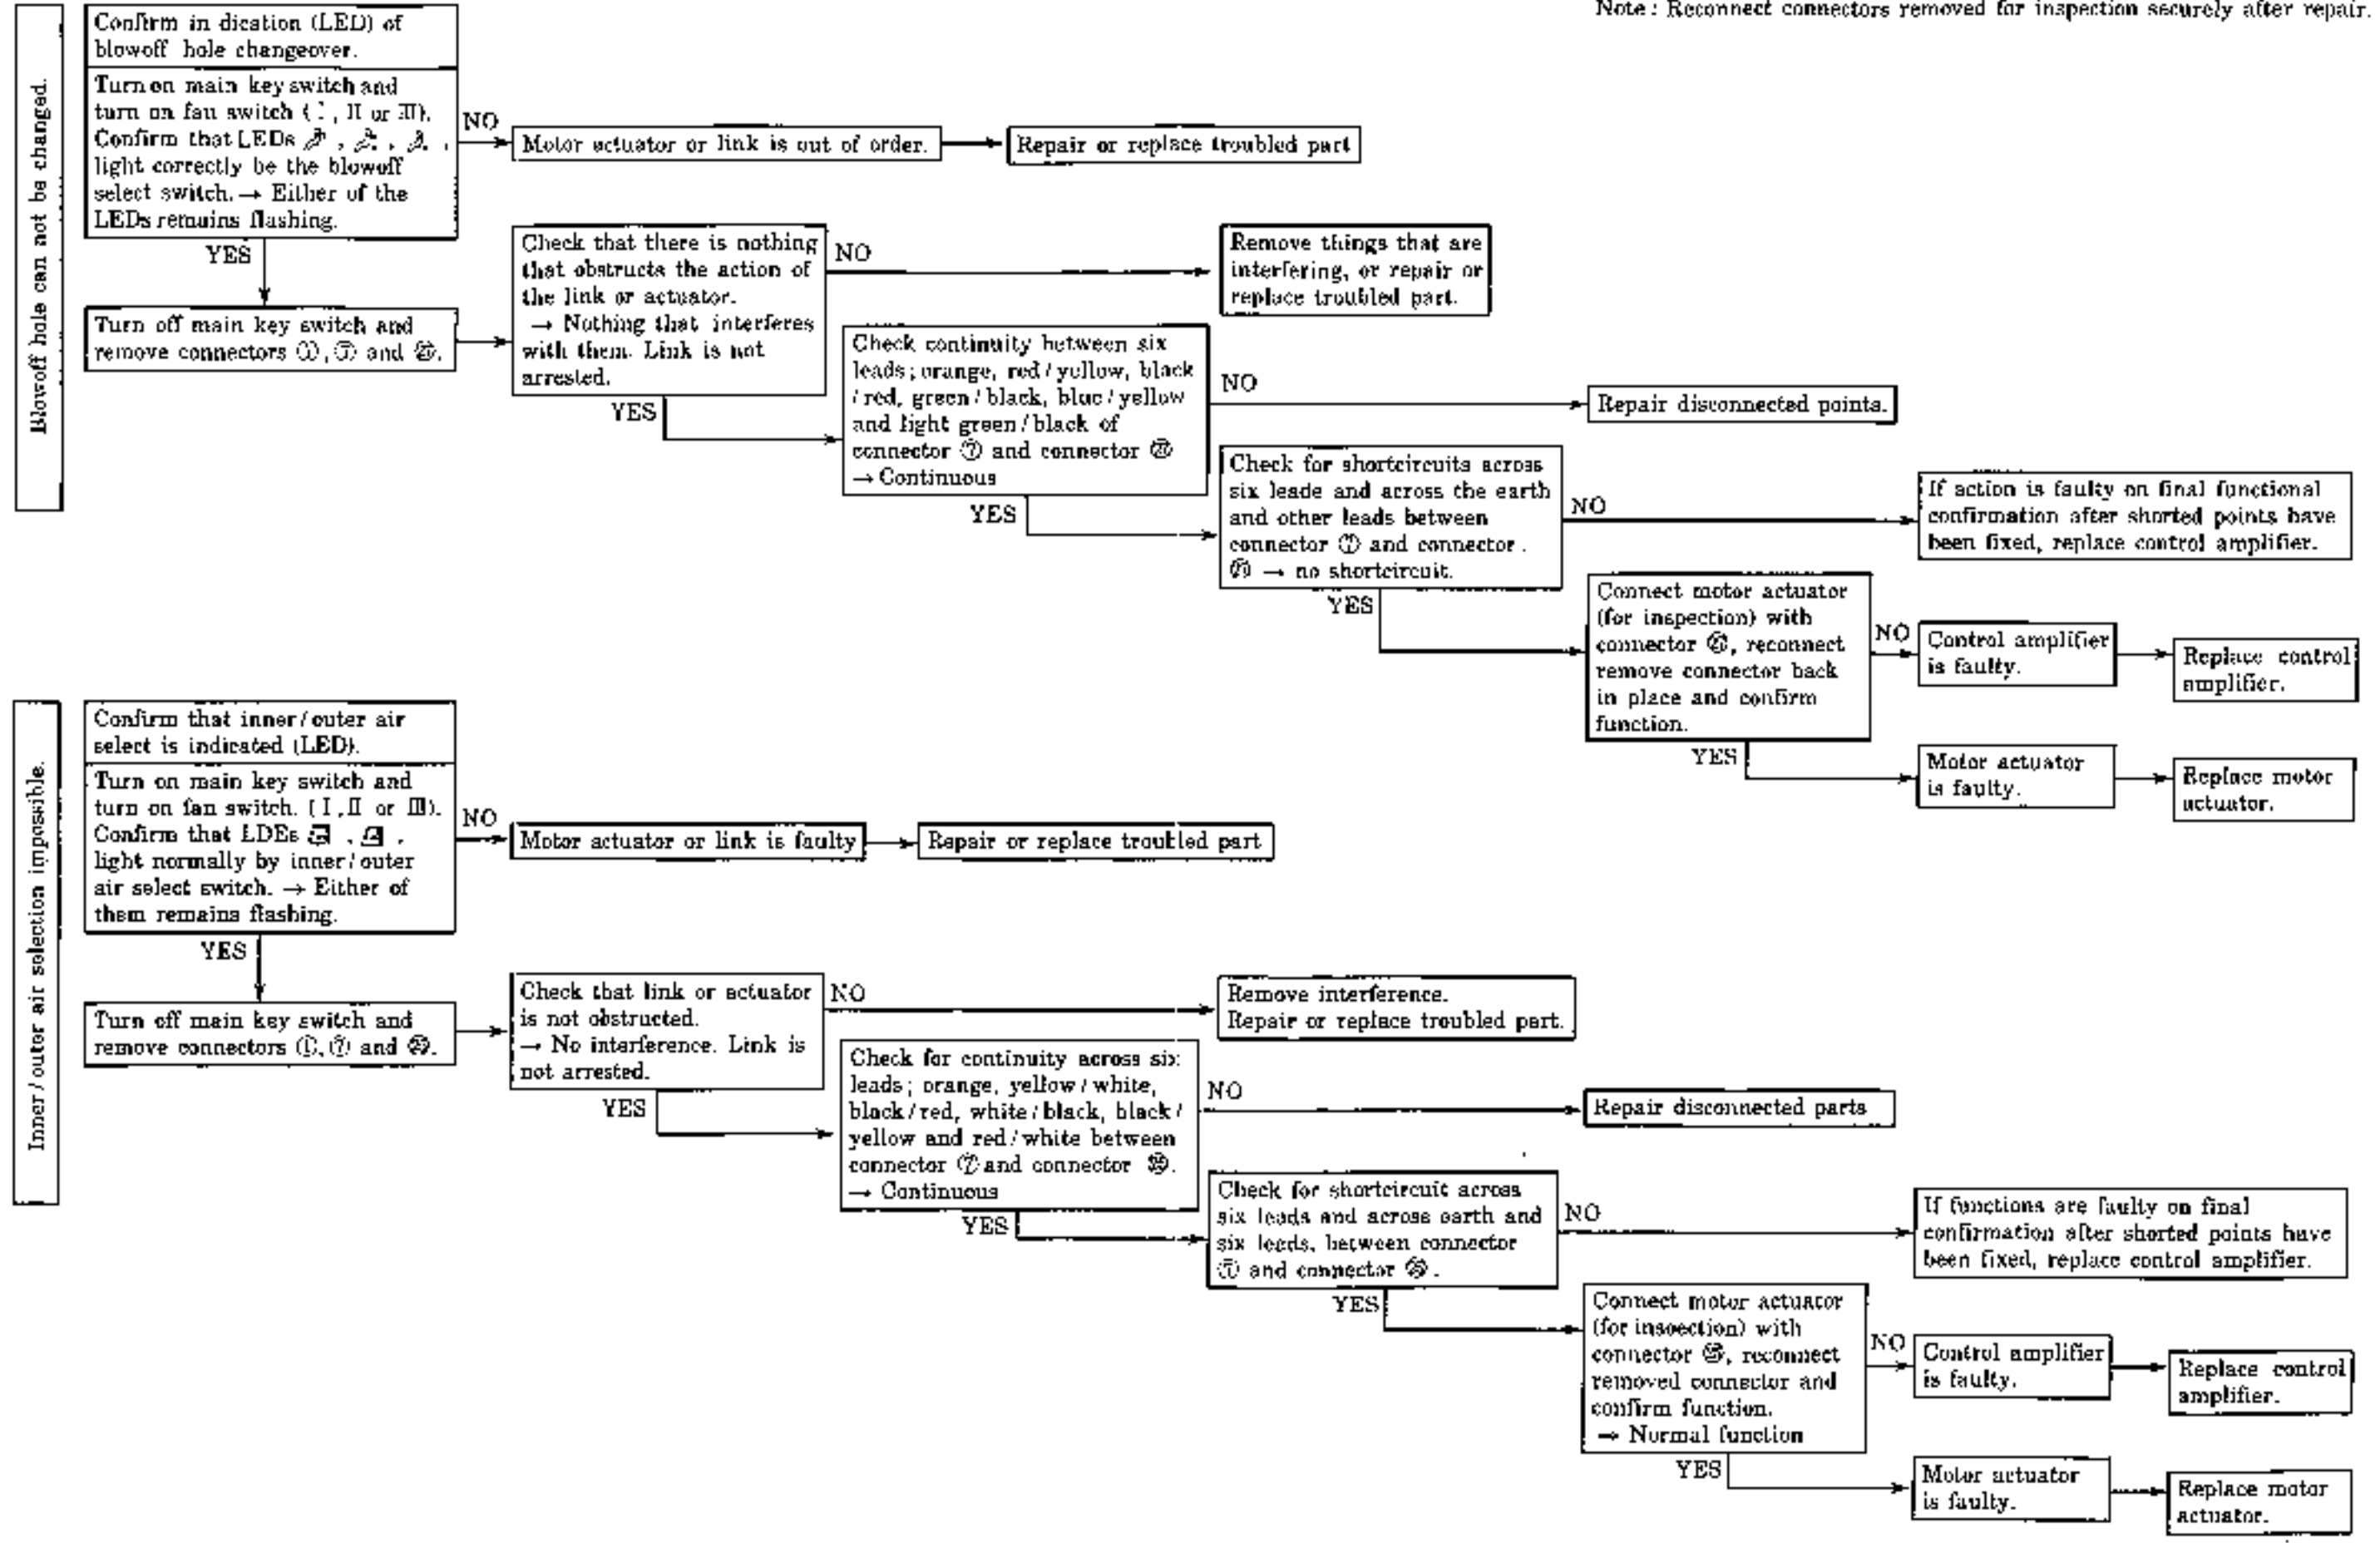 Note: Reconnect connectors removed for inspection securely after repair.
Blowoff hole can not be changed.
Confirm in dication (LED) of
blowoff hole changeover.
Turn on main key switch and
turn on fan switch (I, II or III).
Confirm that LEDs , , ,
light correctly be the blowoff
select switch. → Either of the
LEDs remains flashing.
NO
Motor actuator or link is out of order.
Repair or replace troubled part
YES
Turn off main key switch and
remove connectors ①, and
Check that there is nothing
that obstructs the action of
the link or actuator.
→ Nothing that interferes
with them. Link is not
arrested.
NO
Remove things that are
interfering, or repair or
replace troubled part.
YES
Check continuity between six
leads; orange, red/yellow, black
/red, green/black, blue/yellow
and light green/black of
connector ⑦ and connector
→ Continuous
NO
Repair disconnected points.
YES
Check for shortcircuits across
six leade and across the earth
and other leads between
connector and connector.
→ no shortcircuit.
NO
If action is faulty on final functional
confirmation after shorted points have
been fixed, replace control amplifier.
YES
Connect motor actuator
(for inspection) with
connector , reconnect
remove connector back
in place and confirm
function.
NO
Control amplifier
is faulty.
Replace control
amplifier.
YES
Motor actuator
is faulty.
Replace motor
actuator.
Inner/outer air selection impossible.
Confirm that inner/outer air
select is indicated (LED).
Turn on main key switch and
turn on fan switch. (I, II or III).
Confirm that LDEs , ,
light normally by inner/outer
air select switch. → Either of
them remains flashing.
NO
Motor actuator or link is faulty
Repair or replace troubled part
YES
Turn off main key switch and
remove connectors ①, ⑦ and .
Check that link or actuator
is not obstructed.
→ No interference. Link is
not arrested.
NO
Remove interference.
Repair or replace troubled part.
YES
Check for continuity across six
leads; orange, yellow/white,
black/red, white/black, black/
yellow and red/white between
connector ⑦ and connector .
→ Continuous
NO
Repair disconnected parts
YES
Check for shortcircuit across
six leads and across earth and
six leads, between connector
and connector .
NO
If functions are faulty on final
confirmation after shorted points have
been fixed, replace control amplifier.
YES
Connect motor actuator
(for inspection) with
connector , reconnect
removed connector and
confirm function.
→ Normal function
NO
Control amplifier
is faulty.
Replace control
amplifier.
YES
Motor actuator
is faulty.
Replace motor
actuator.